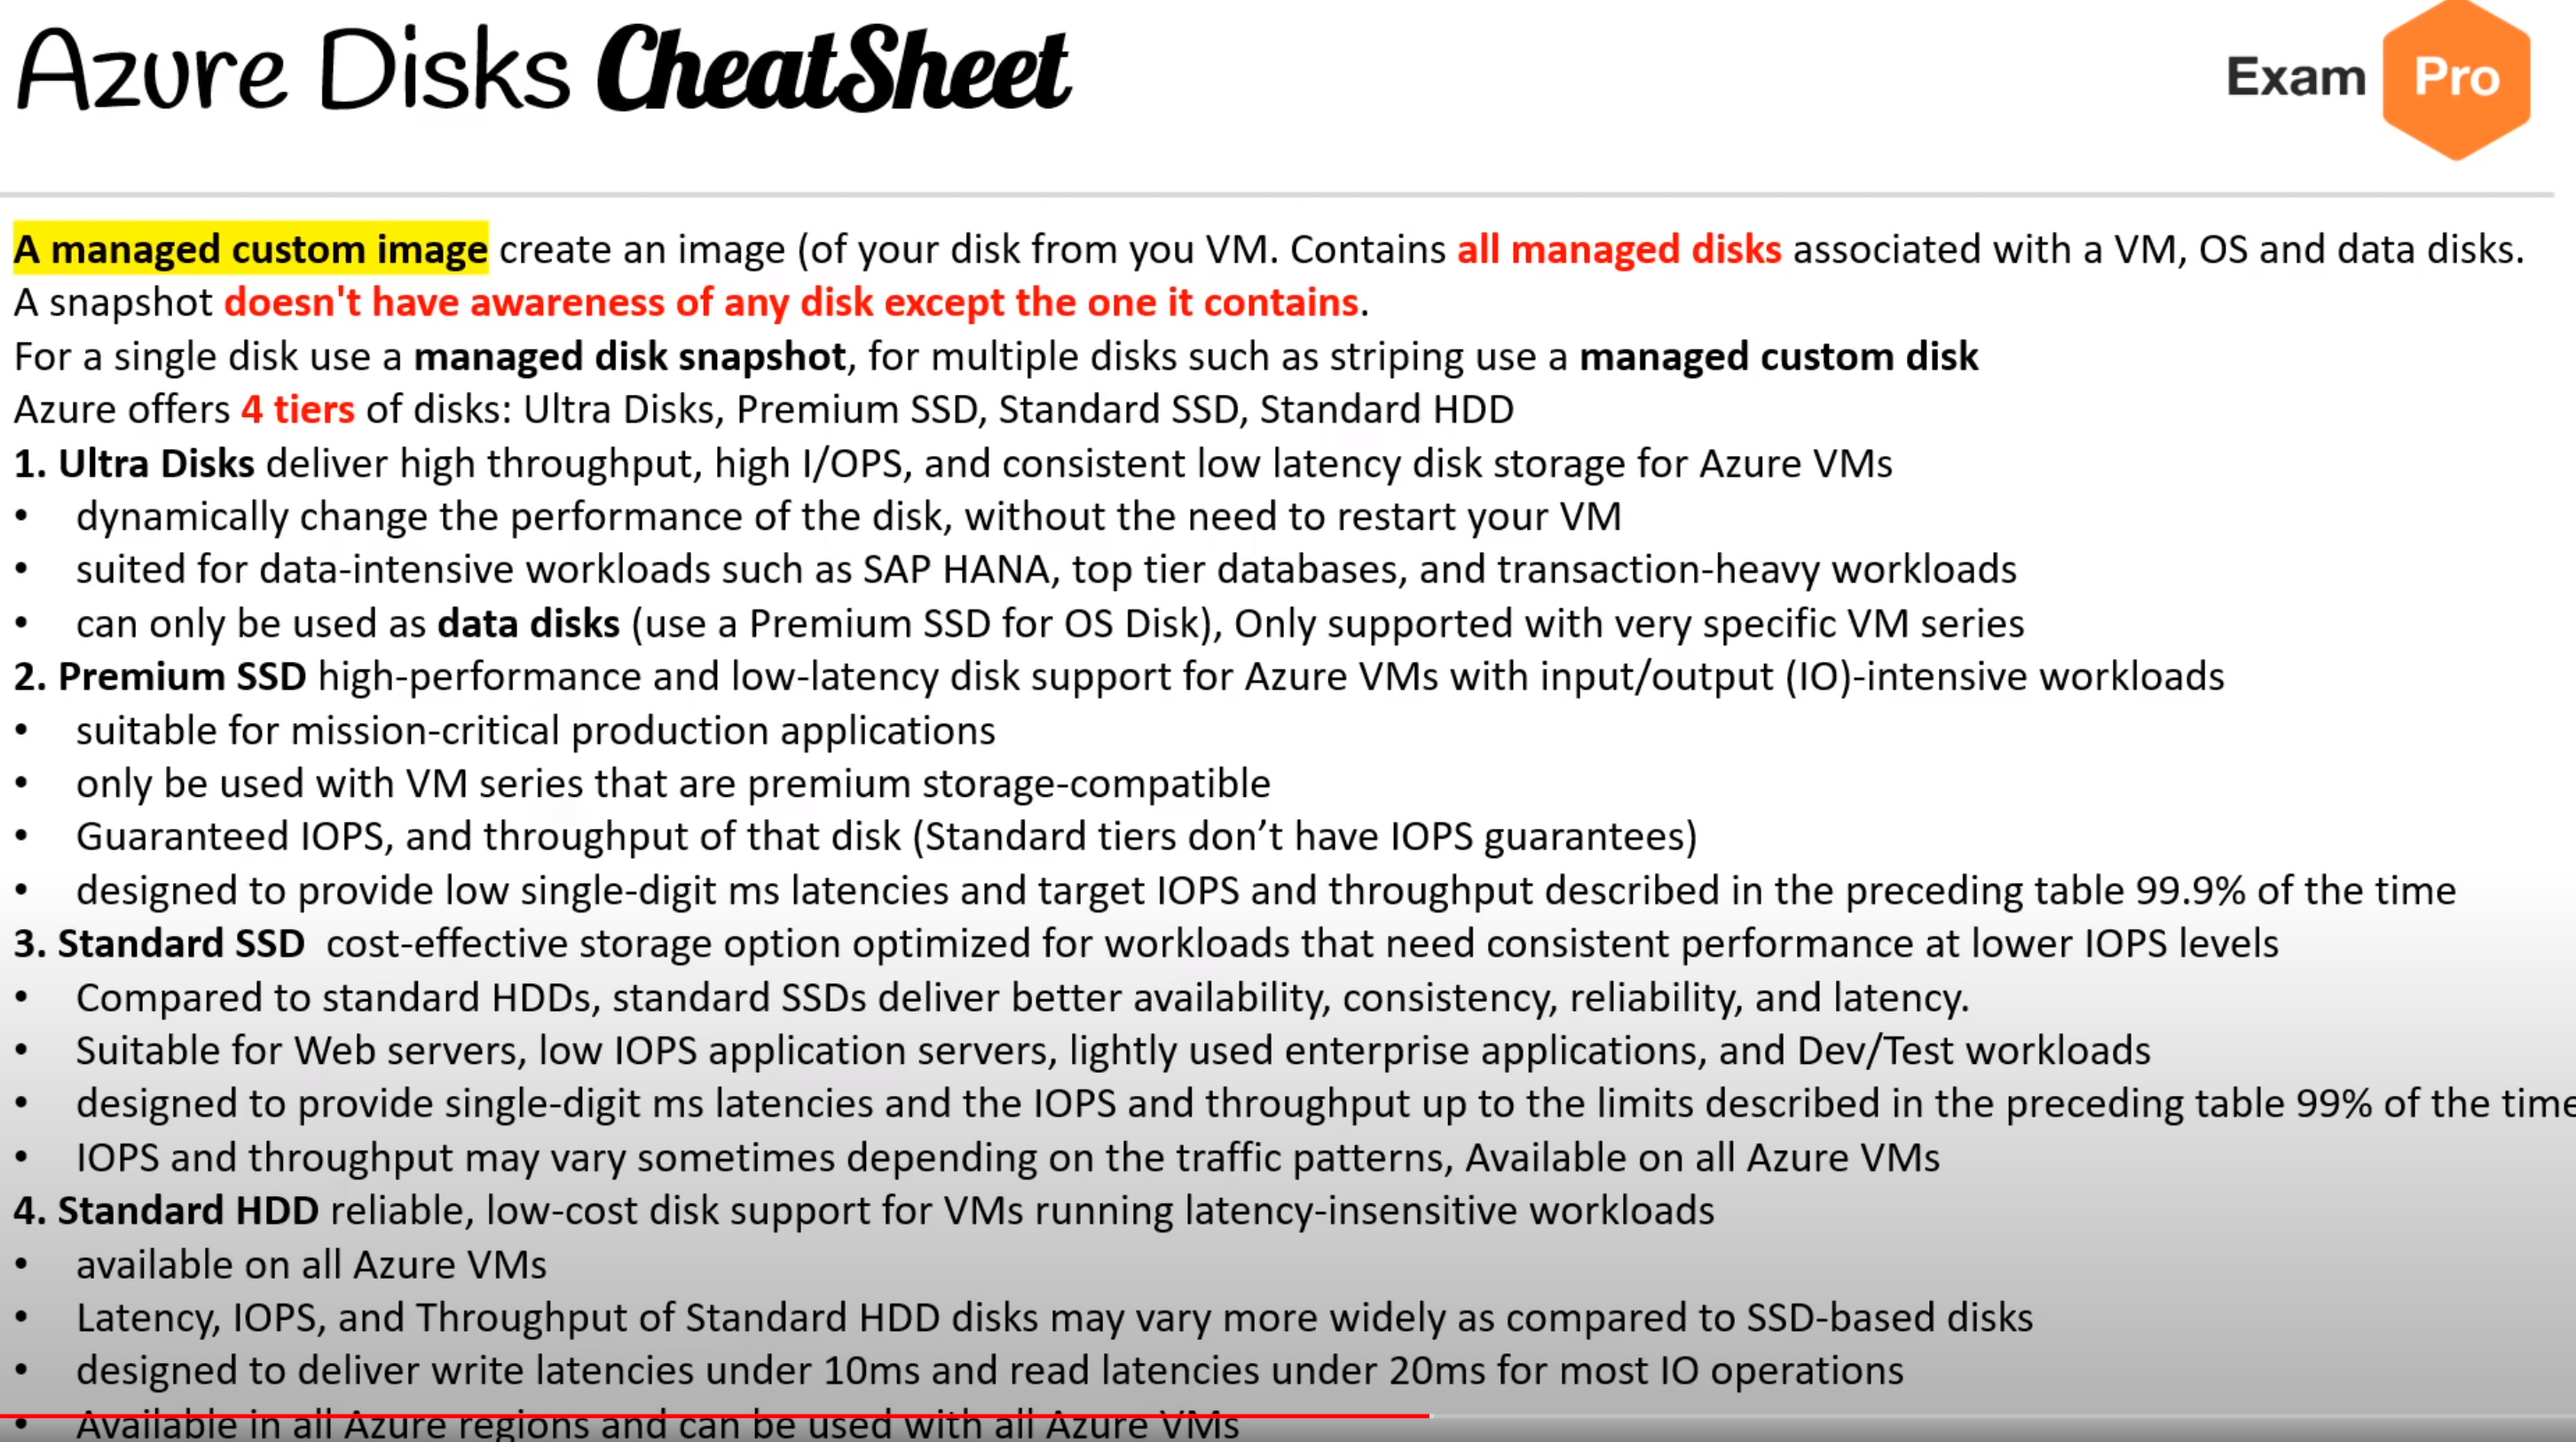 Azure Disks CheatSheet
Exam Pro
A managed custom image create an image (of your disk from you VM. Contains all managed disks associated with a VM, OS and data disks.
A snapshot doesn't have awareness of any disk except the one it contains.
For a single disk use a managed disk snapshot, for multiple disks such as striping use a managed custom disk
Azure offers 4 tiers of disks: Ultra Disks, Premium SSD, Standard SSD, Standard HDD
1. Ultra Disks deliver high throughput, high I/OPS, and consistent low latency disk storage for Azure VMs
• dynamically change the performance of the disk, without the need to restart your VM
• suited for data-intensive workloads such as SAP HANA, top tier databases, and transaction-heavy workloads
• can only be used as data disks (use a Premium SSD for OS Disk), Only supported with very specific VM series
2. Premium SSD high-performance and low-latency disk support for Azure VMs with input/output (IO)-intensive workloads
• suitable for mission-critical production applications
• only be used with VM series that are premium storage-compatible
• Guaranteed IOPS, and throughput of that disk (Standard tiers don’t have IOPS guarantees)
• designed to provide low single-digit ms latencies and target IOPS and throughput described in the preceding table 99.9% of the time
3. Standard SSD cost-effective storage option optimized for workloads that need consistent performance at lower IOPS levels
• Compared to standard HDDs, standard SSDs deliver better availability, consistency, reliability, and latency.
• Suitable for Web servers, low IOPS application servers, lightly used enterprise applications, and Dev/Test workloads
• designed to provide single-digit ms latencies and the IOPS and throughput up to the limits described in the preceding table 99% of the time
• IOPS and throughput may vary sometimes depending on the traffic patterns, Available on all Azure VMs
4. Standard HDD reliable, low-cost disk support for VMs running latency-insensitive workloads
• available on all Azure VMs
• Latency, IOPS, and Throughput of Standard HDD disks may vary more widely as compared to SSD-based disks
• designed to deliver write latencies under 10ms and read latencies under 20ms for most IO operations
• Available in all Azure regions and can be used with all Azure VMs